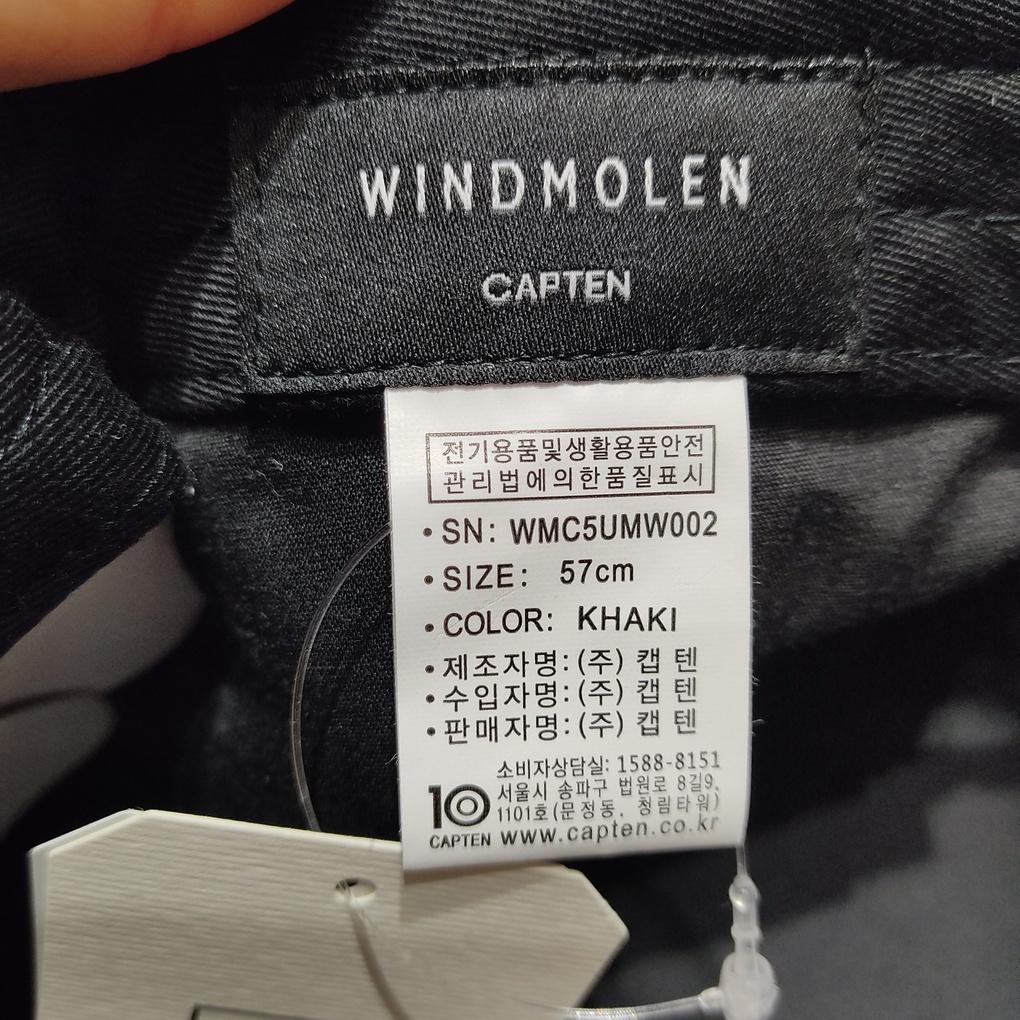 WINDMOLEN
CAPTEN
전기용품및생활용품안전
관리법에의한품질표시
• SN: WMC5UMW002
• SIZE: 57cm
• COLOR: KHAKI
• 제조자명: (주) 캡 텐
• 수입자명: (주) 캡 텐
• 판매자명: (주) 캡 텐
소비자상담실: 1588-8151
서울시 송파구 법원로 8길9,
1101호(문정동, 청림타워)
10
CAPTEN www.capten.co.kr